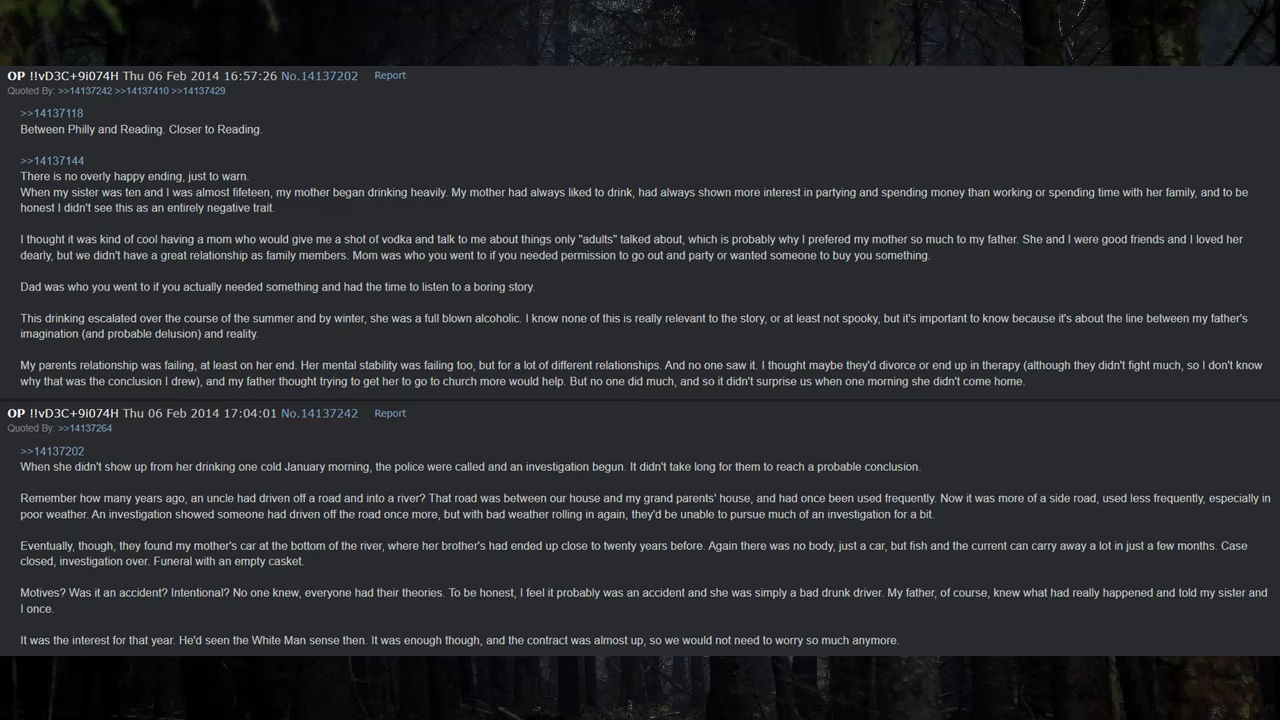 OP !!vD3C+9i074H Thu 06 Feb 2014 16:57:26 No.14137202 Report
Quoted By: >>14137242 >>14137410 >>14137429
>>14137118
Between Philly and Reading. Closer to Reading.
>>14137144
There is no overly happy ending, just to warn.
When my sister was ten and I was almost fifeteen, my mother began drinking heavily. My mother had always liked to drink, had always shown more interest in partying and spending money than working or spending time with her family, and to be
honest I didn't see this as an entirely negative trait.
I thought it was kind of cool having a mom who would give me a shot of vodka and talk to me about things only "adults" talked about, which is probably why I prefered my mother so much to my father. She and I were good friends and I loved her
dearly, but we didn't have a great relationship as family members. Mom was who you went to if you needed permission to go out and party or wanted someone to buy you something.
Dad was who you went to if you actually needed something and had the time to listen to a boring story.
This drinking escalated over the course of the summer and by winter, she was a full blown alcoholic. I know none of this is really relevant to the story, or at least not spooky, but it's important to know because it's about the line between my father's
imagination (and probable delusion) and reality.
My parents relationship was failing, at least on her end. Her mental stability was failing too, but for a lot of different relationships. And no one saw it. I thought maybe they'd divorce or end up in therapy (although they didn't fight much, so I don't know
why that was the conclusion I drew), and my father thought trying to get her to go to church more would help. But no one did much, and so it didn't surprise us when one morning she didn't come home.
OP !!vD3C+9i074H Thu 06 Feb 2014 17:04:01 No.14137242 Report
Quoted By: >>14137264
>>14137202
When she didn't show up from her drinking one cold January morning, the police were called and an investigation begun. It didn't take long for them to reach a probable conclusion.
Remember how many years ago, an uncle had driven off a road and into a river? That road was between our house and my grand parents' house, and had once been used frequently. Now it was more of a side road, used less frequently, especially in
poor weather. An investigation showed someone had driven off the road once more, but with bad weather rolling in again, they'd be unable to pursue much of an investigation for a bit.
Eventually, though, they found my mother's car at the bottom of the river, where her brother's had ended up close to twenty years before. Again there was no body, just a car, but fish and the current can carry away a lot in just a few months. Case
closed, investigation over. Funeral with an empty casket.
Motives? Was it an accident? Intentional? No one knew, everyone had their theories. To be honest, I feel it probably was an accident and she was simply a bad drunk driver. My father, of course, knew what had really happened and told my sister and
I once.
It was the interest for that year. He'd seen the White Man sense then. It was enough though, and the contract was almost up, so we would not need to worry so much anymore.